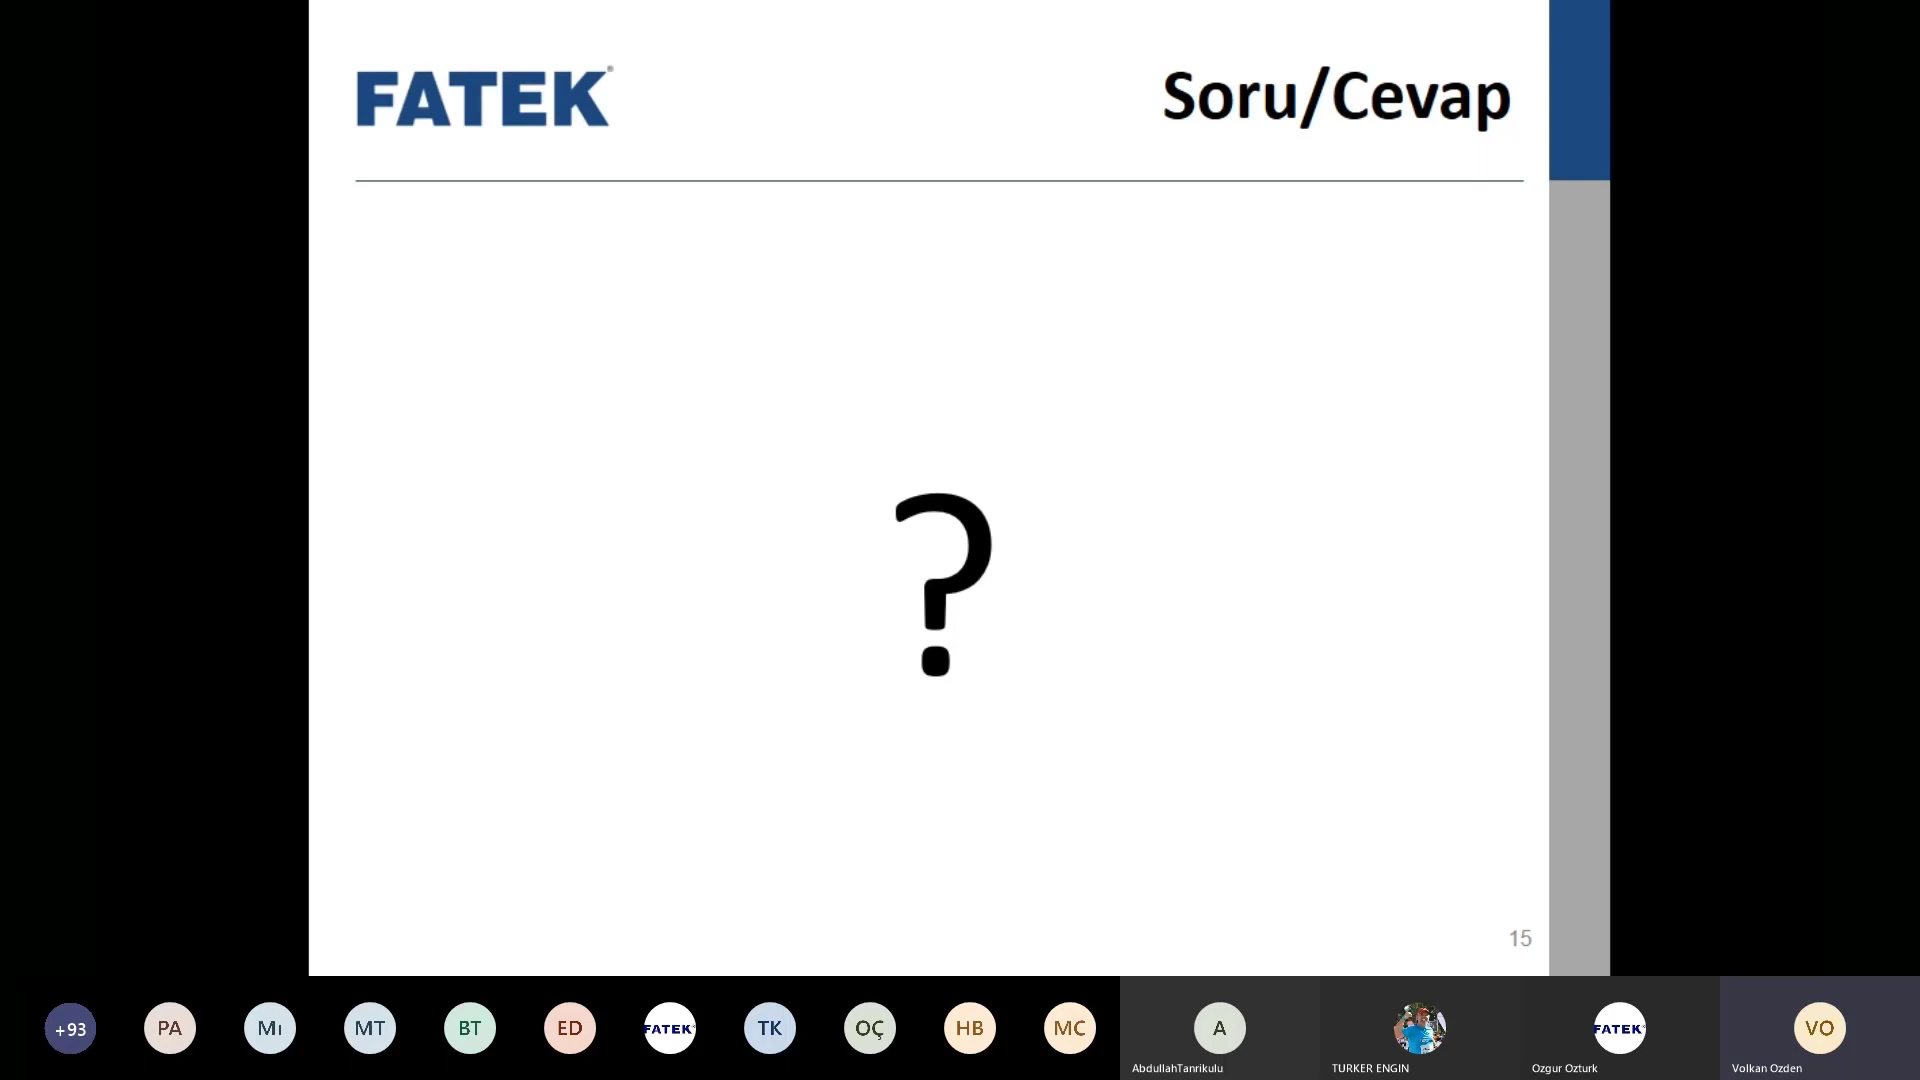 FATEK®
Soru/Cevap
?
15
+93
PA
Mı
MT
BT
ED
FATEK
TK
OÇ
HB
MC
A
AbdullahTanrikulu
TURKER ENGIN
FATEK
Ozgur Ozturk
VO
Volkan Ozden